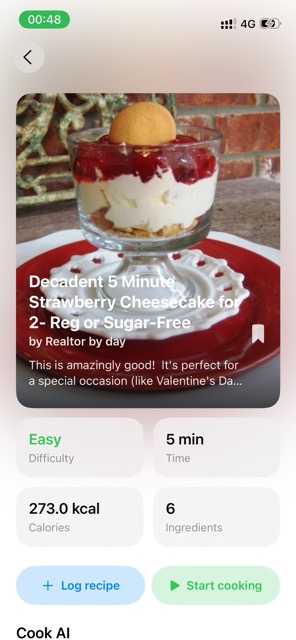 00:48
4G
Decadent 5 Minute
Strawberry Cheesecake for
2- Reg or Sugar-Free
by Realtor by day
This is amazingly good!  It's perfect for
a special occasion (like Valentine's Da...
Easy
Difficulty
5 min
Time
273.0 kcal
Calories
6
Ingredients
+ Log recipe
Start cooking
Cook AI